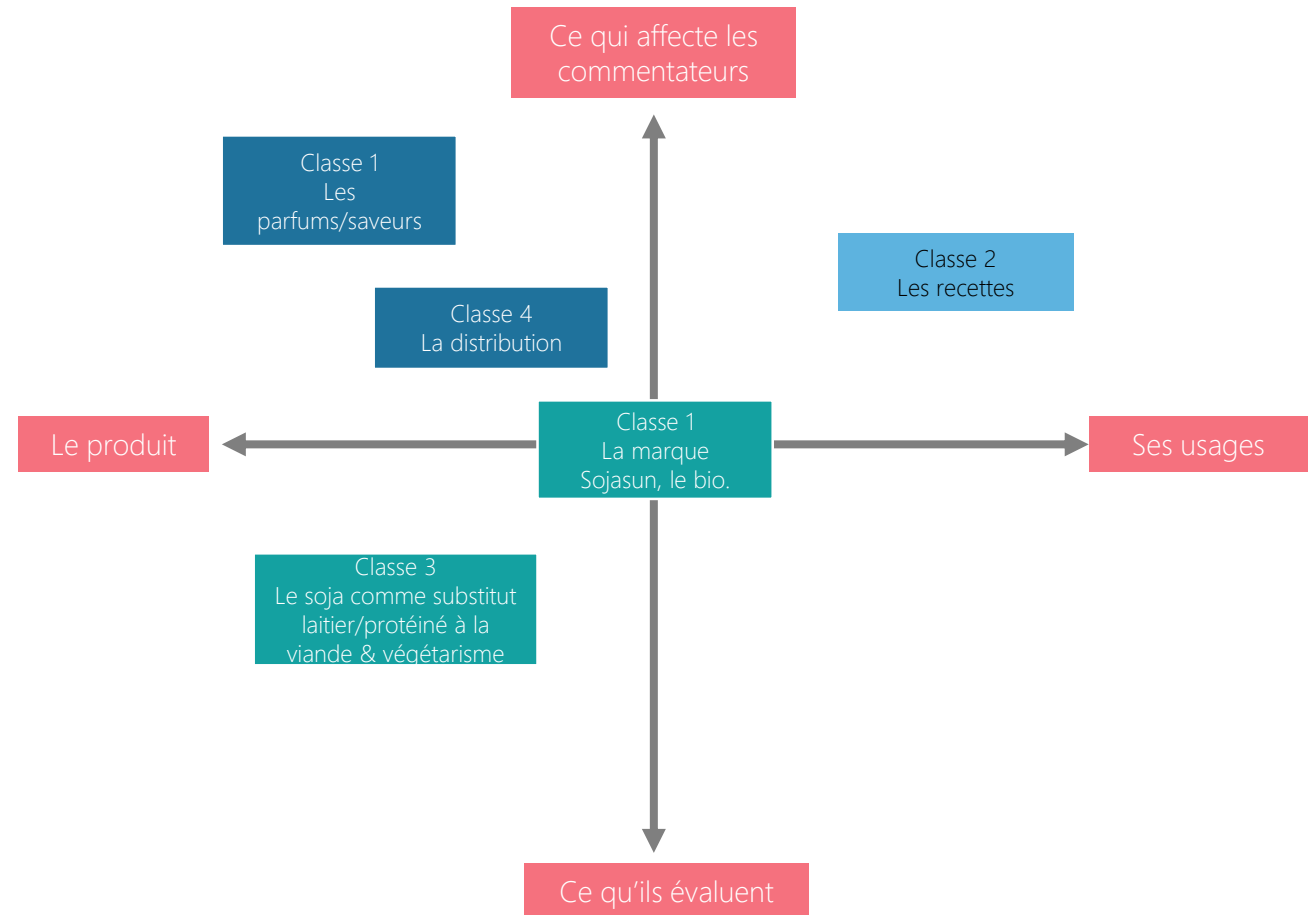 Ce qui affecte les
commentateurs
Classe 1
Les
parfums/saveurs
Classe 2
Les recettes
Classe 4
La distribution
Le produit
Classe 1
La marque
Sojasun, le bio.
Ses usages
Classe 3
Le soja comme substitut
laitier/protéiné à la
viande & végétarisme
Ce qu’ils évaluent